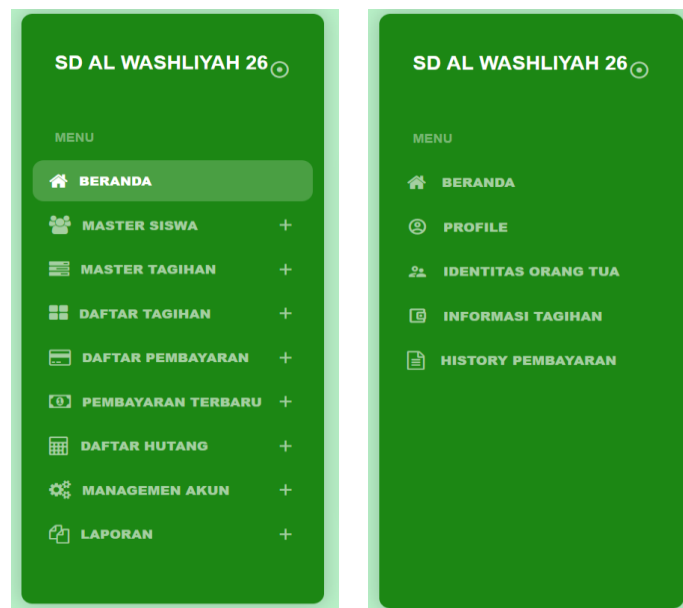 SD AL WASHLIYAH 26
MENU
BERANDA
MASTER SISWA
MASTER TAGIHAN
DAFTAR TAGIHAN
DAFTAR PEMBAYARAN
PEMBAYARAN TERBARU
DAFTAR HUTANG
MANAGEMEN AKUN
LAPORAN
SD AL WASHLIYAH 26
MENU
BERANDA
PROFILE
IDENTITAS ORANG TUA
INFORMASI TAGIHAN
HISTORY PEMBAYARAN